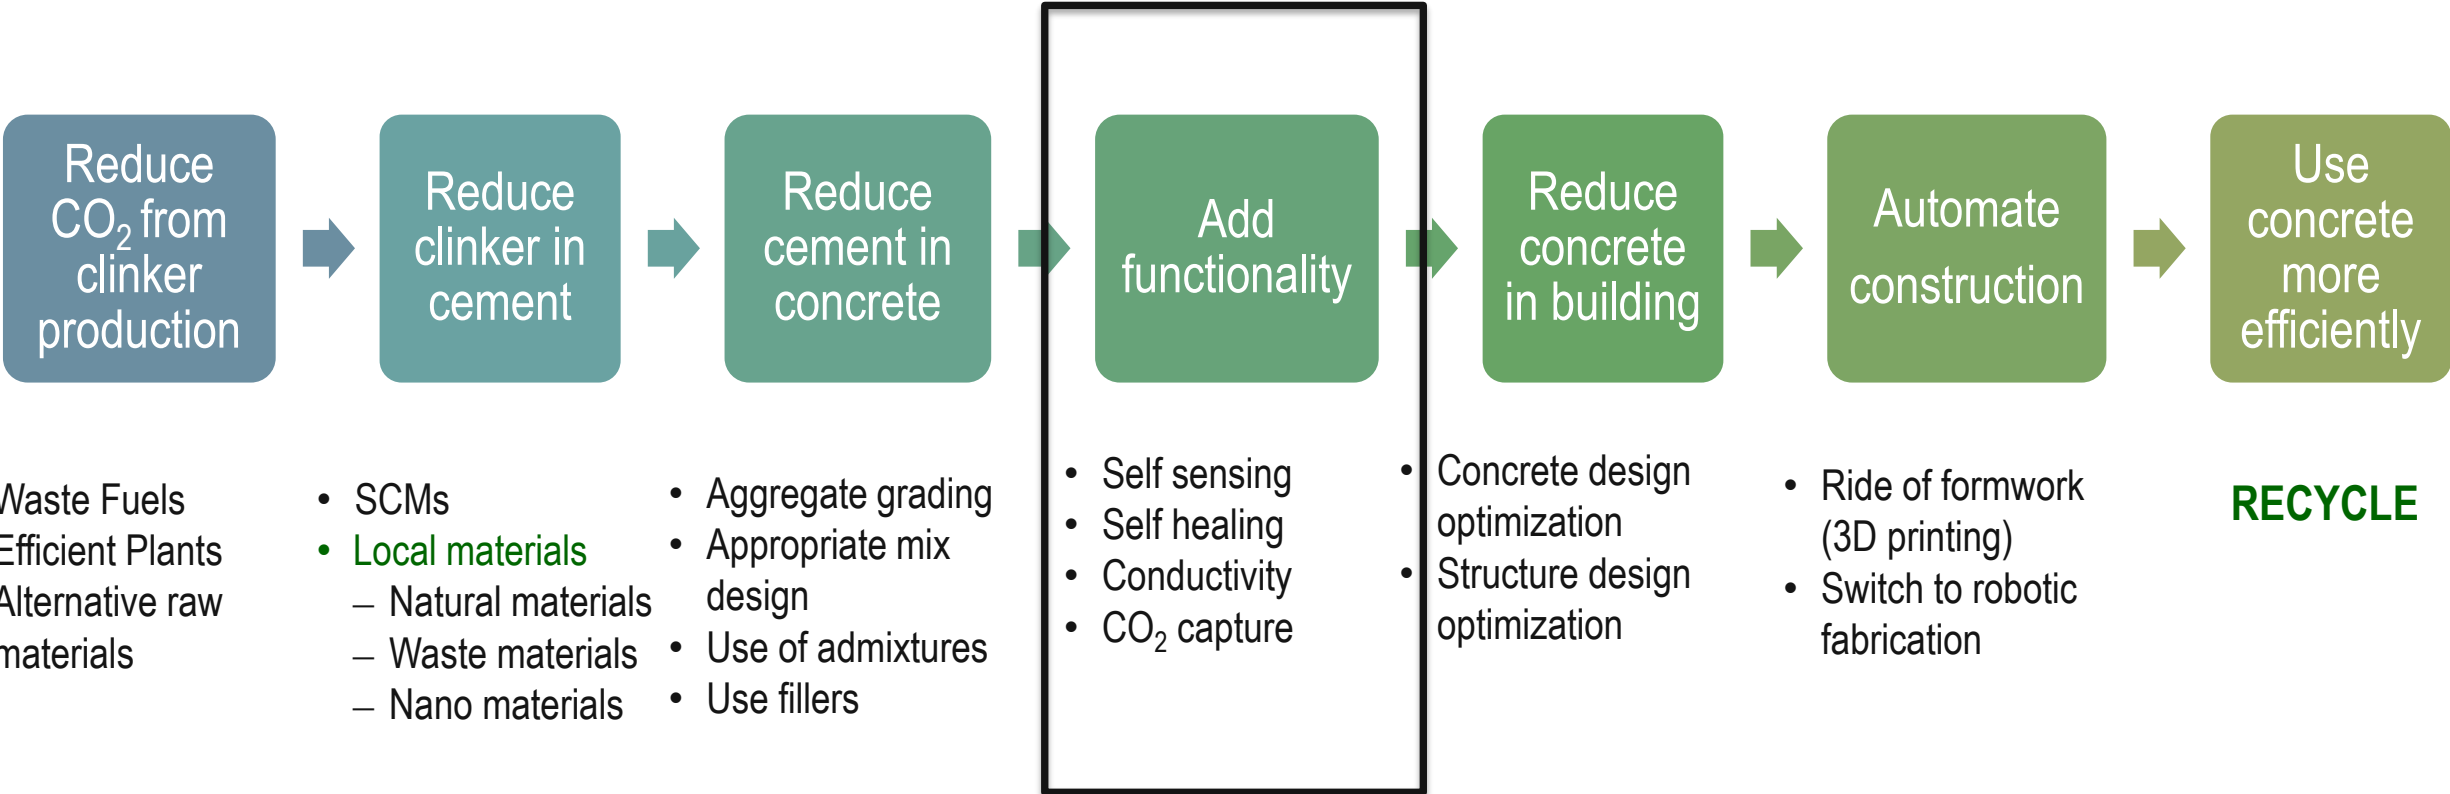 Reduce
CO₂ from
clinker
production
Reduce
clinker in
cement
Reduce
cement in
concrete
Add
functionality
Reduce
concrete
in building
Automate
construction
Use
concrete
more
efficiently
Waste Fuels
Efficient Plants
Alternative raw
materials
• SCMs
• Local materials
– Natural materials
– Waste materials
– Nano materials
• Aggregate grading
• Appropriate mix
design
• Use of admixtures
• Use fillers
• Self sensing
• Self healing
• Conductivity
• CO₂ capture
• Concrete design
optimization
• Structure design
optimization
• Ride of formwork
(3D printing)
• Switch to robotic
fabrication
RECYCLE